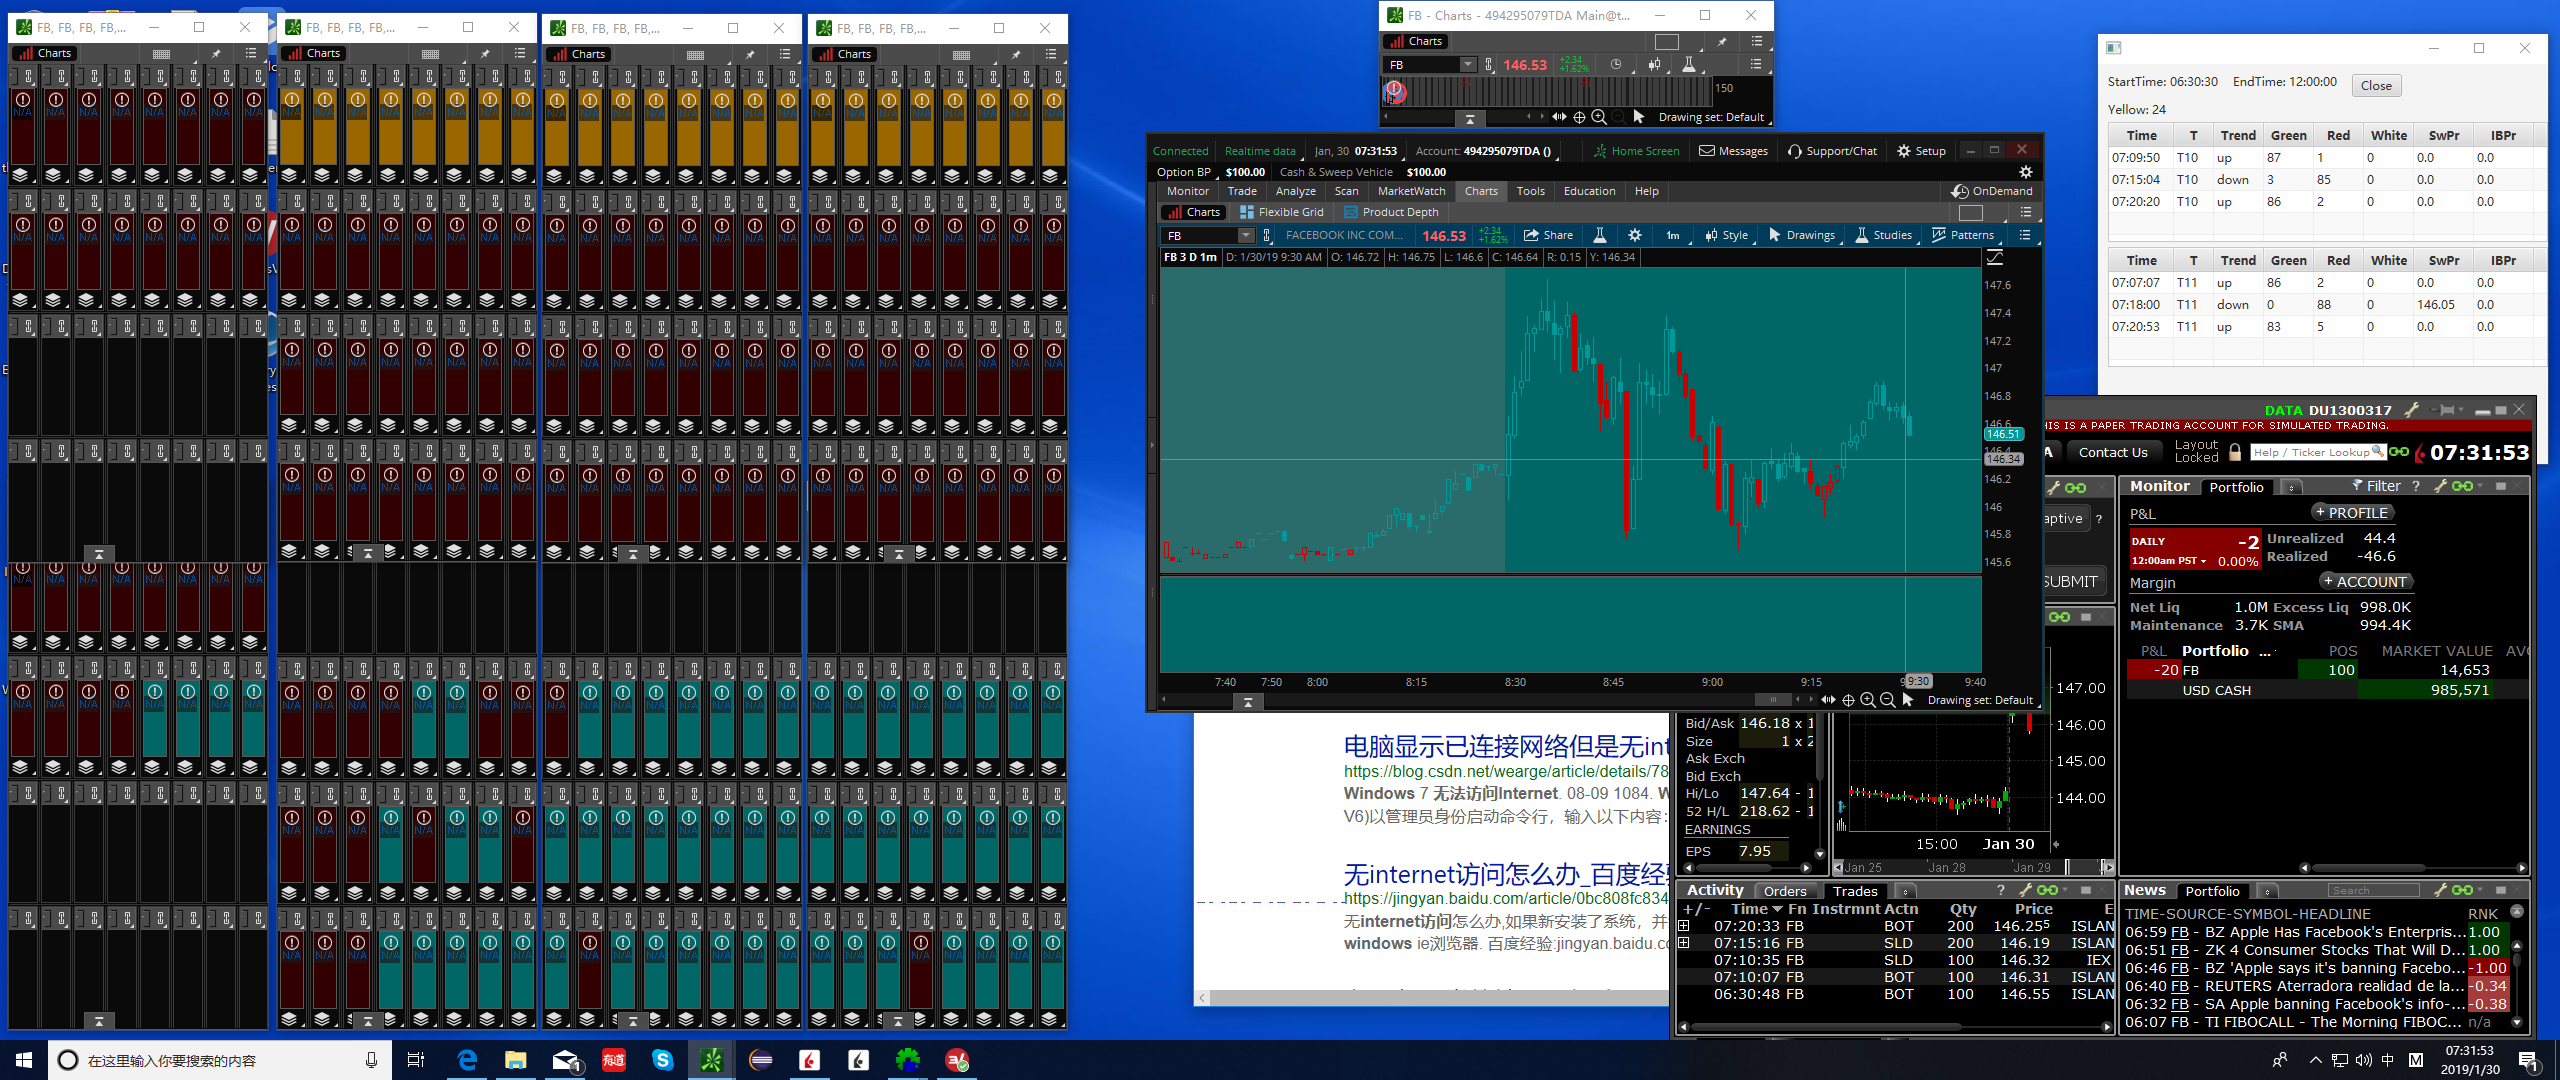 FB, FB, FB, FB,...
Charts
FB, FB, FB, FB,...
Charts
FB, FB, FB, FB,...
Charts
FB, FB, FB, FB,...
Charts
N/A
FB - Charts - 494295079TDA Main@t...
Charts
FB 146.53 +2.34 +1.62%
150
Drawing set: Default
Connected Realtime data Jan, 30 07:31:53 Account: 494295079TDA () Home Screen Messages Support/Chat Setup
Option BP $100.00 Cash & Sweep Vehicle $100.00
Monitor Trade Analyze Scan MarketWatch Charts Tools Education Help OnDemand
Charts Flexible Grid Product Depth
FB FACEBOOK INC COM... 146.53 +2.34 +1.62% Share 1m Style Drawings Studies Patterns
FB 3 D 1m D: 1/30/19 9:30 AM O: 146.72 H: 146.75 L: 146.6 C: 146.64 R: 0.15 Y: 146.34
147.6
147.4
147.2
147
146.8
146.6
146.51
146.4
146.34
146.2
146
145.8
145.6
7:40 7:50 8:00 8:15 8:30 8:45 9:00 9:15 9:30 9:40
Drawing set: Default
StartTime: 06:30:30 EndTime: 12:00:00 Close
Yellow: 24
Time T Trend Green Red White SwPr IBPr
07:09:50 T10 up 87 1 0 0.0 0.0
07:15:04 T10 down 3 85 0 0.0 0.0
07:20:20 T10 up 86 2 0 0.0 0.0
Time T Trend Green Red White SwPr IBPr
07:07:07 T11 up 86 2 0 0.0 0.0
07:18:00 T11 down 0 88 0 146.05 0.0
07:20:53 T11 up 83 5 0 0.0 0.0
DATA DU1300317
HIS IS A PAPER TRADING ACCOUNT FOR SIMULATED TRADING.
A Contact Us Layout Locked Help / Ticker Lookup 07:31:53
aptive ?
SUBMIT
Monitor Portfolio Filter ?
P&L + PROFILE
DAILY -2 Unrealized 44.4
12:00am PST 0.00% Realized -46.6
Margin + ACCOUNT
Net Liq 1.0M Excess Liq 998.0K
Maintenance 3.7K SMA 994.4K
P&L Portfolio ... POS MARKET VALUE AVG
-20 FB 100 14,653
USD CASH 985,571
电脑显示已连接网络但是无int
https://blog.csdn.net/wearge/article/details/78
Windows 7 无法访问Internet. 08-09 1084. W
V6)以管理员身份启动命令行，输入以下内容：
无internet访问怎么办_百度经验
https://jingyan.baidu.com/article/0bc808fc834
无internet访问怎么办,如果新安装了系统，并
windows ie浏览器. 百度经验:jingyan.baidu.co
Bid/Ask 146.18 x 1
Size 1 x 2
Ask Exch
Bid Exch
Hi/Lo 147.64 - 1
52 H/L 218.62 - 1
EARNINGS
EPS 7.95
147.00
146.00
145.00
144.00
15:00 Jan 30
Jan 25 Jan 28 Jan 29
Activity Orders Trades ?
+/- Time Fn Instrmnt Actn Qty Price E
07:20:33 FB BOT 200 146.255 ISLAN
07:15:16 FB SLD 200 146.19 ISLAN
07:10:35 FB SLD 100 146.32 IEX
07:10:07 FB BOT 100 146.31 ISLAN
06:30:48 FB BOT 100 146.55 ISLAN
News Portfolio Search
TIME-SOURCE-SYMBOL-HEADLINE RNK
06:59 FB - BZ Apple Has Facebook's Enterpris... 1.00
06:51 FB - ZK 4 Consumer Stocks That Will D... 1.00
06:46 FB - BZ 'Apple says it's banning Facebo... -1.00
06:40 FB - REUTERS Aterradora realidad de la... -0.34
06:32 FB - SA Apple banning Facebook's info-... -0.38
06:07 FB - TI FIBOCALL - The Morning FIBOC... n/a
在这里输入你要搜索的内容
有道
中 M
07:31:53
2019/1/30